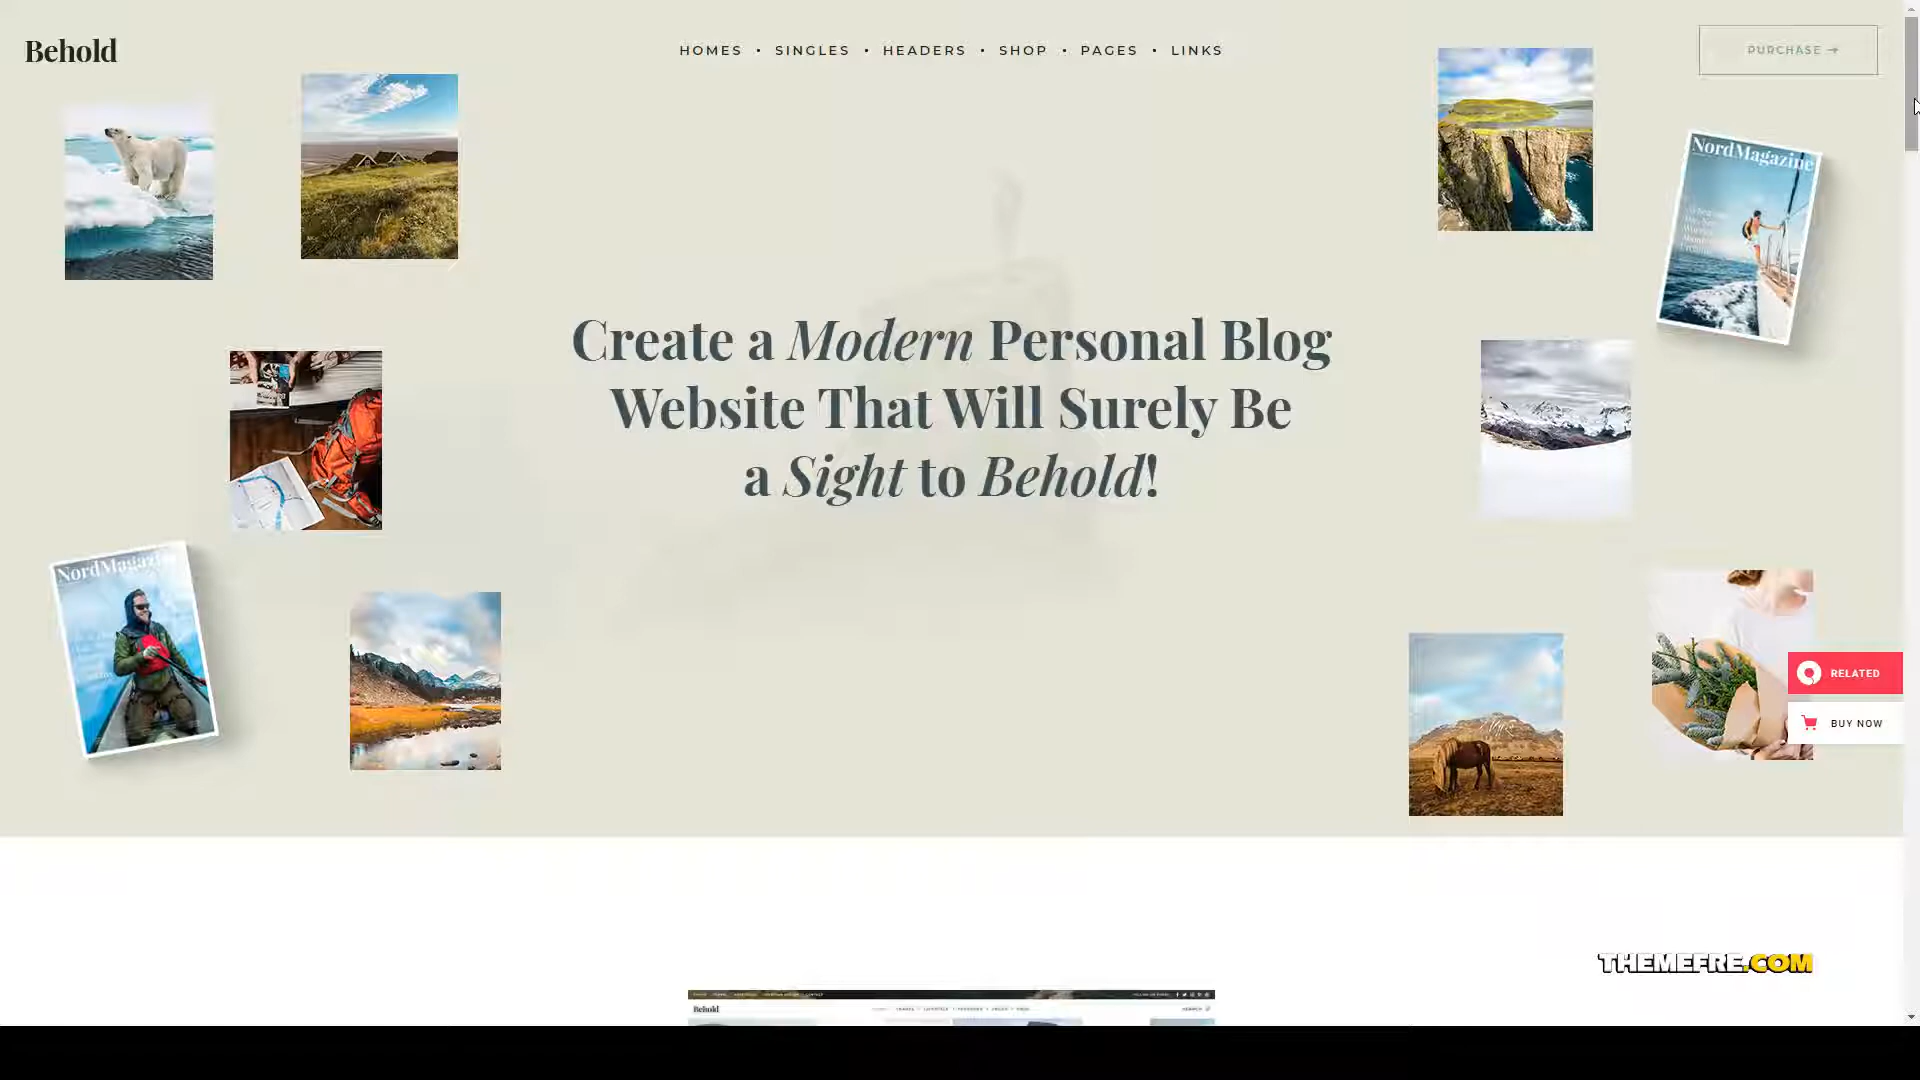 Behold
HOMES • SINGLES • HEADERS • SHOP • PAGES • LINKS
PURCHASE →
NordMagazine
Create a Modern Personal Blog
Website That Will Surely Be
a Sight to Behold!
NordMagazine
RELATED
BUY NOW
THEMEFRE.COM
Behold